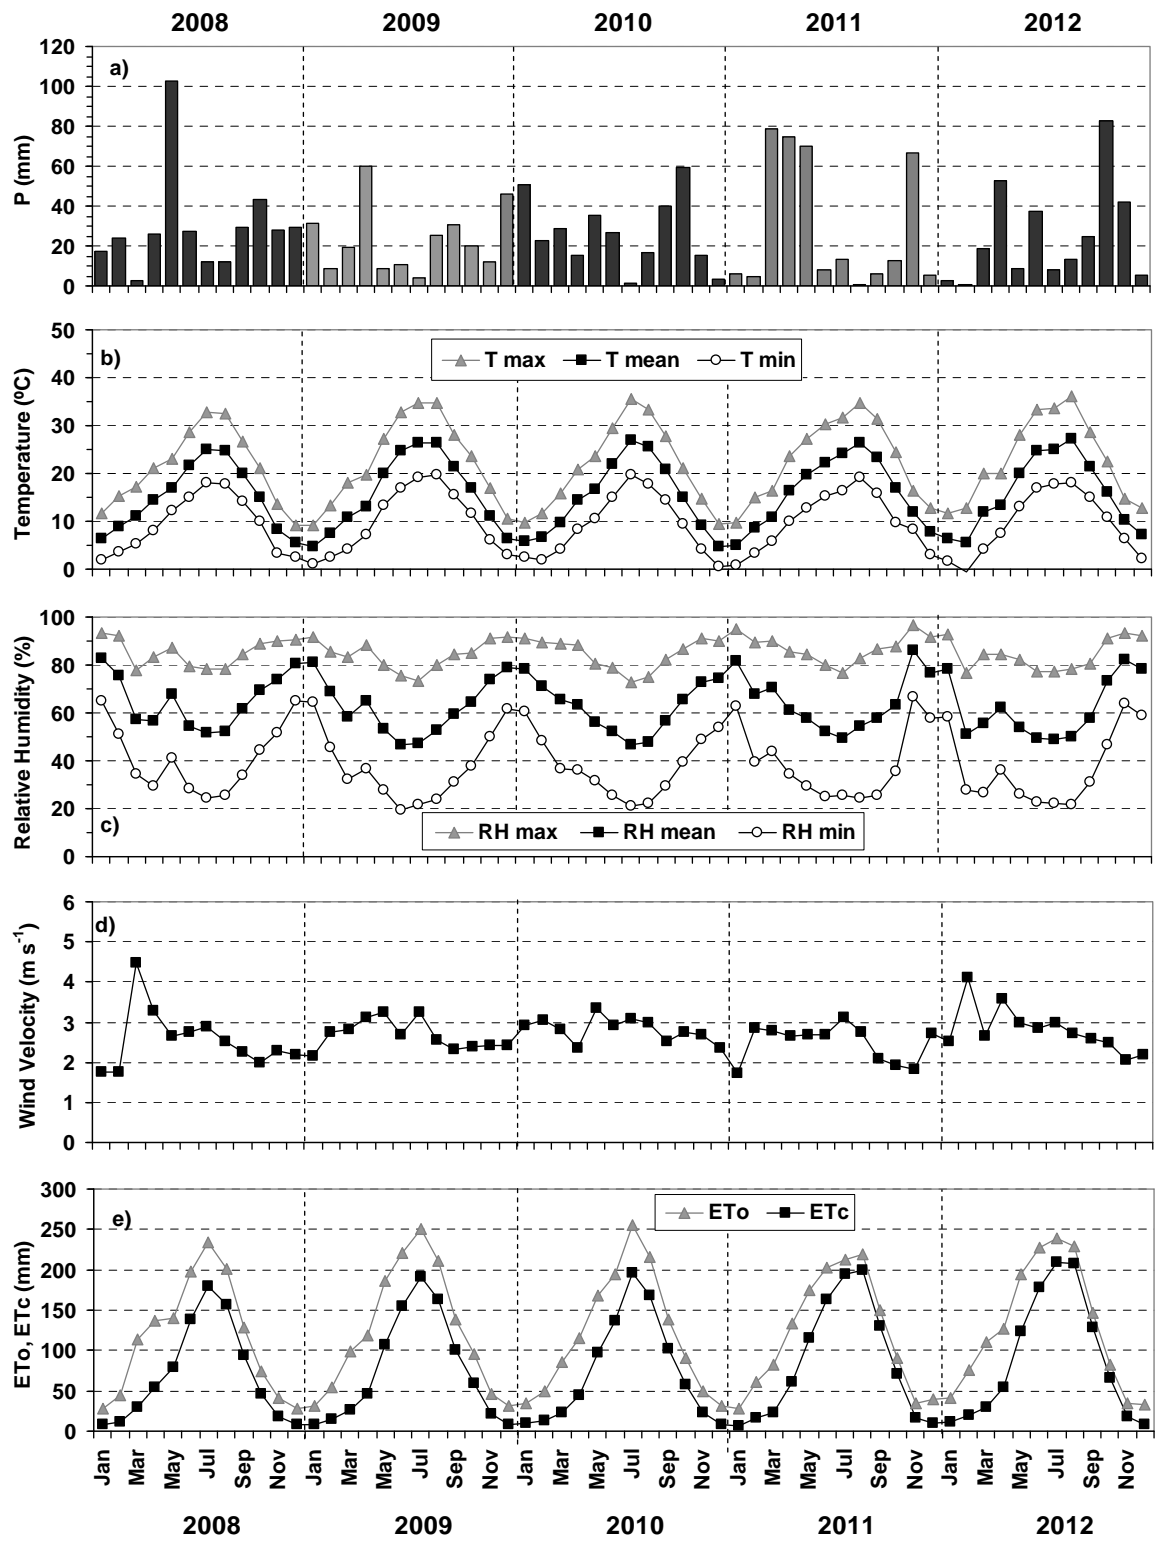 2008 2009 2010 2011 2012
a)
P (mm)
120
100
80
60
40
20
0
b)
T max T mean T min
Temperature (ºC)
50
40
30
20
10
0
c)
RH max RH mean RH min
Relative Humidity (%)
100
80
60
40
20
0
d)
Wind Velocity (m s-1)
6
5
4
3
2
1
0
e)
ETo ETc
ETo, ETc (mm)
300
250
200
150
100
50
0
Jan Mar May Jul Sep Nov Jan Mar May Jul Sep Nov Jan Mar May Jul Sep Nov Jan Mar May Jul Sep Nov Jan Mar May Jul Sep Nov
2008 2009 2010 2011 2012